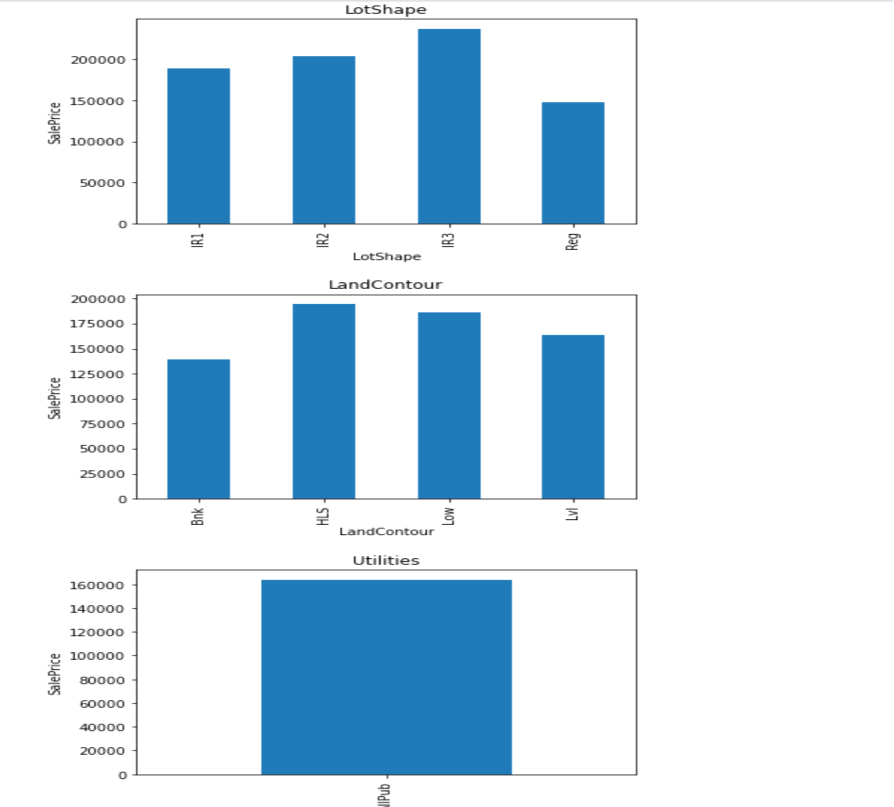 LotShape
200000
150000
100000
50000
0
SalePrice
IR1 IR2 IR3 Reg
LotShape
LandContour
200000
175000
150000
125000
100000
75000
50000
25000
0
SalePrice
Bnk HLS Low Lvl
LandContour
Utilities
160000
140000
120000
100000
80000
60000
40000
20000
0
SalePrice